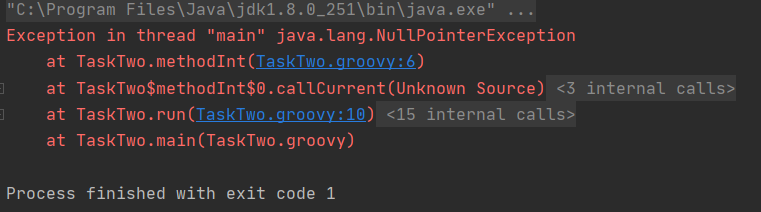 "C:\Program Files\Java\jdk1.8.0_251\bin\java.exe" ...
Exception in thread "main" java.lang.NullPointerException
    at TaskTwo.methodInt(TaskTwo.groovy:6)
    at TaskTwo$methodInt$0.callCurrent(Unknown Source) <3 internal calls>
    at TaskTwo.run(TaskTwo.groovy:10) <15 internal calls>
    at TaskTwo.main(TaskTwo.groovy)
Process finished with exit code 1